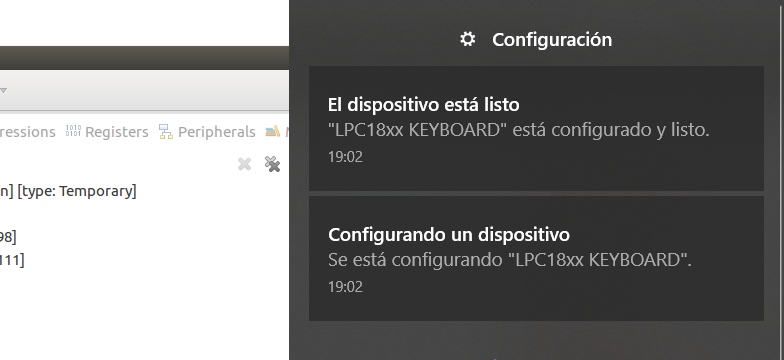 Configuración
El dispositivo está listo
"LPC18xx KEYBOARD" está configurado y listo.
19:02
Configurando un dispositivo
Se está configurando "LPC18xx KEYBOARD".
19:02
ressions Registers Peripherals
n] [type: Temporary]
98]
111]